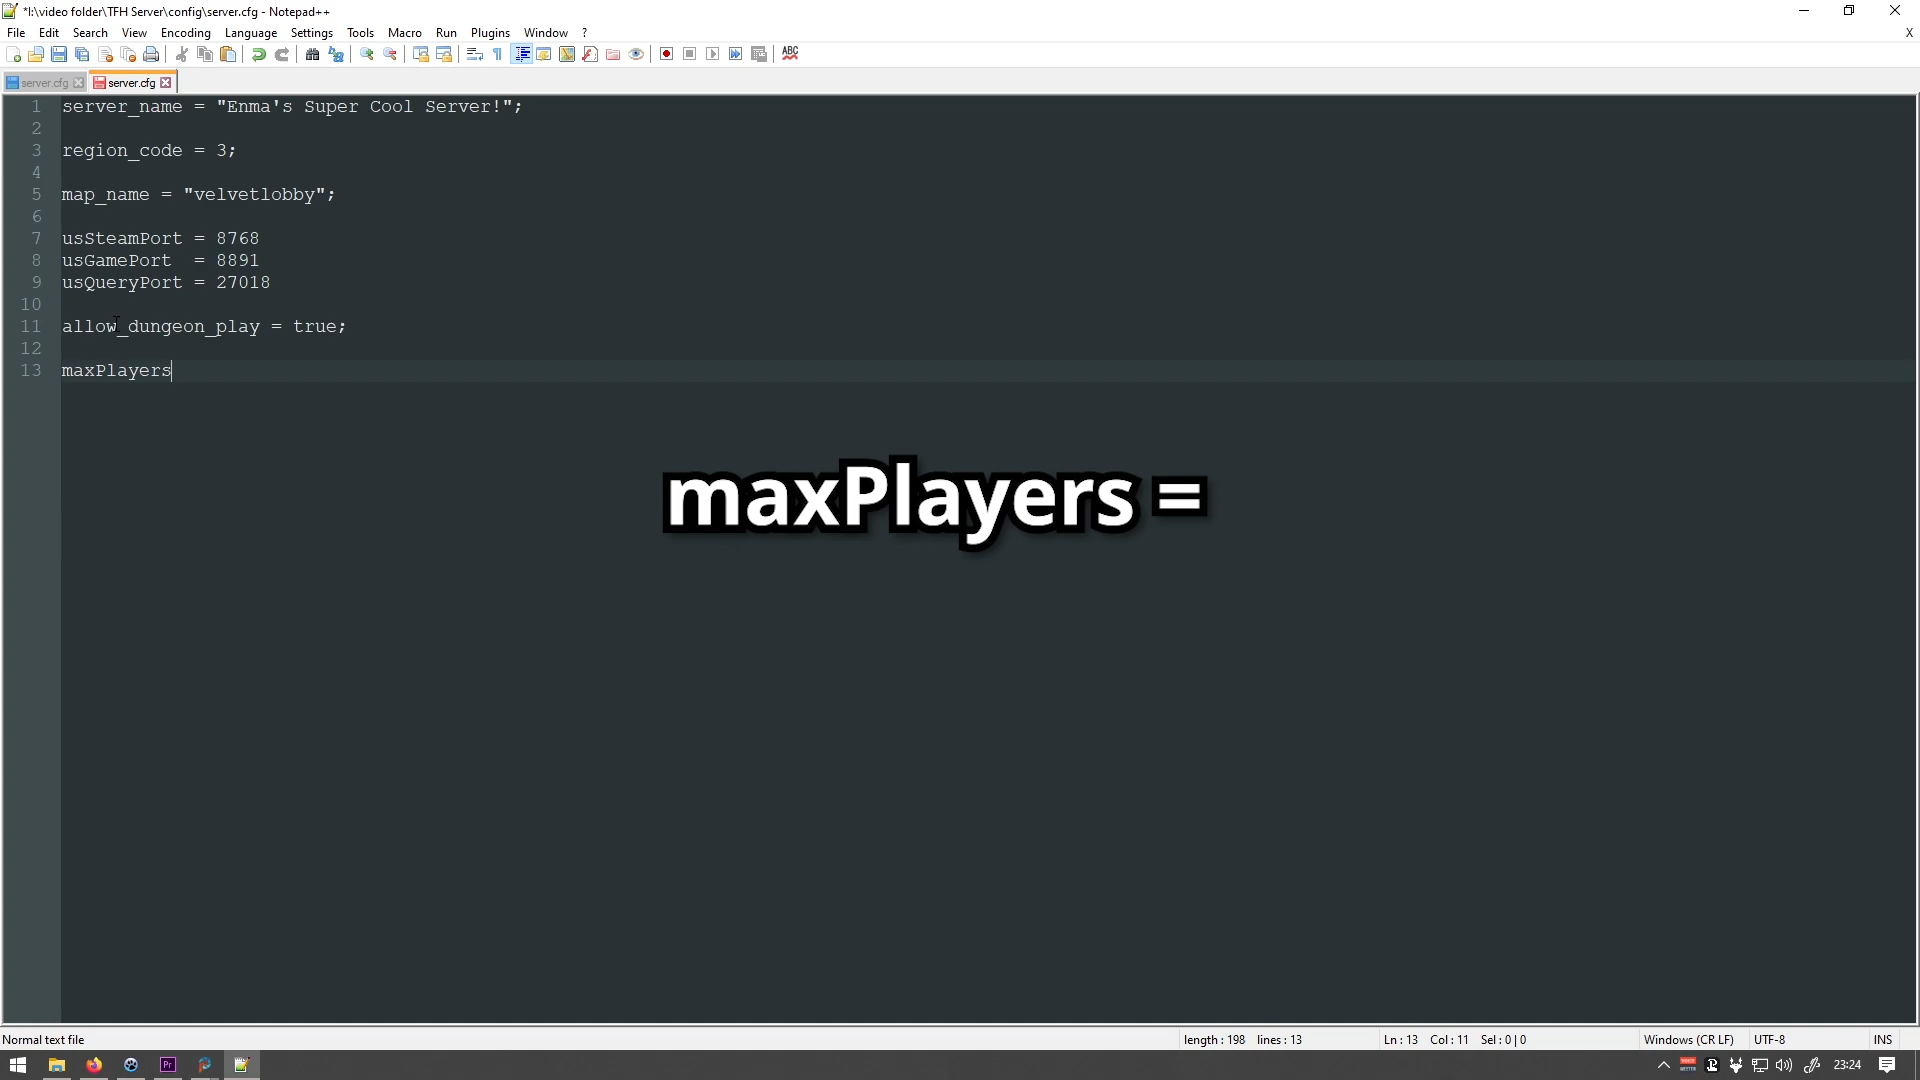 *I:\video folder\TFH Server\config\server.cfg - Notepad++
File Edit Search View Encoding Language Settings Tools Macro Run Plugins Window ? X
ABC
server.cfg server.cfg
1 server_name = "Enma's Super Cool Server!";
2
3 region_code = 3;
4
5 map_name = "velvetlobby";
6
7 usSteamPort = 8768
8 usGamePort  = 8891
9 usQueryPort = 27018
10
11 allow_dungeon_play = true;
12
13 maxPlayers
maxPlayers =
Normal text file length : 198 lines : 13 Ln : 13 Col : 11 Sel : 0 | 0 Windows (CR LF) UTF-8 INS
Pr 23:24